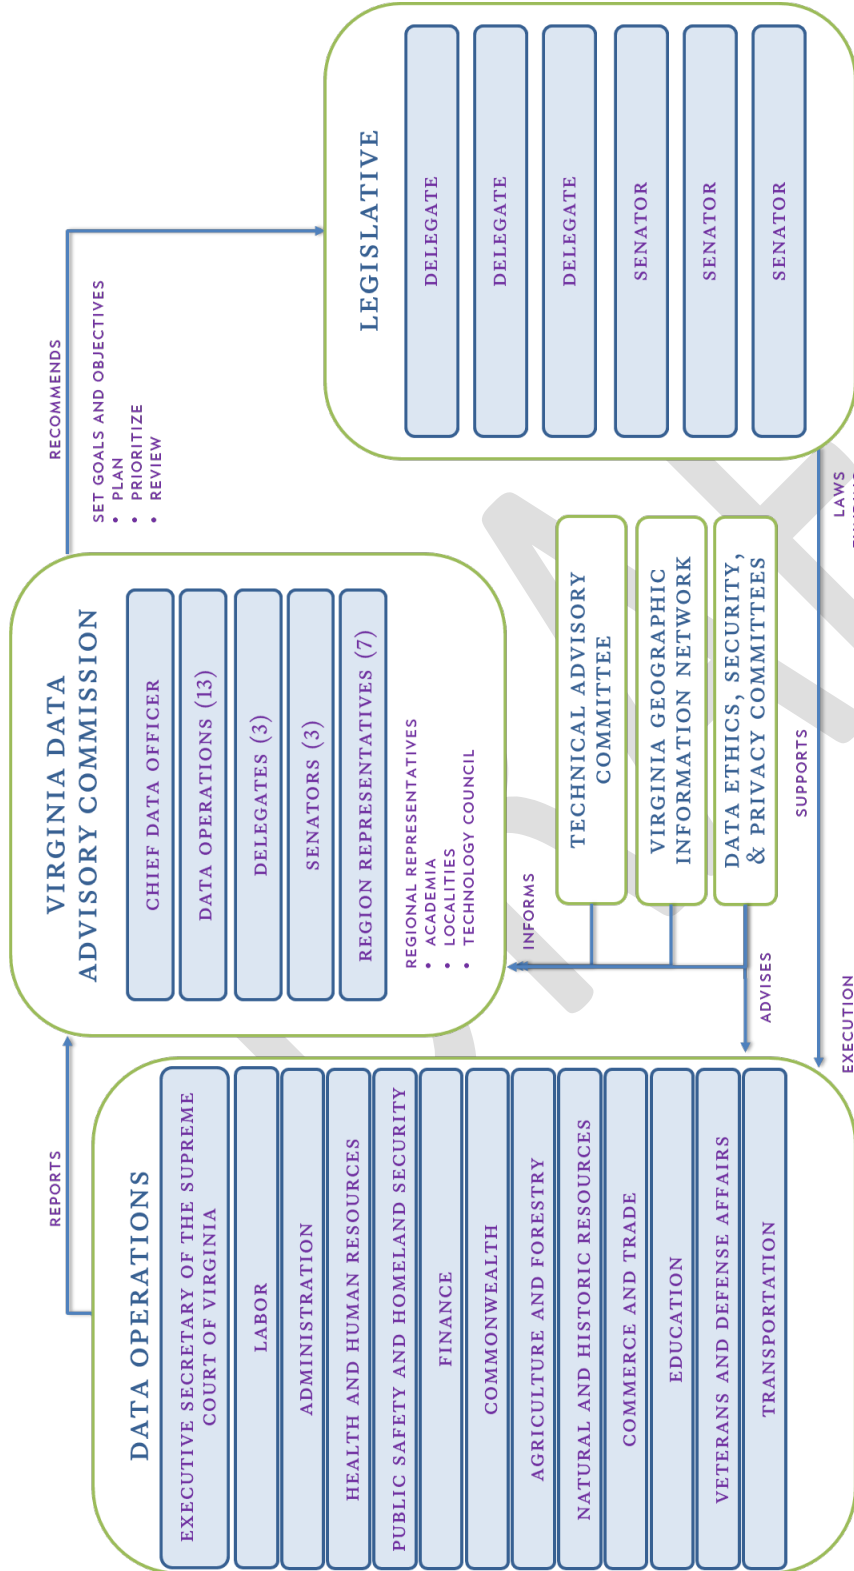 REPORTS
DATA OPERATIONS
EXECUTIVE SECRETARY OF THE SUPREME
COURT OF VIRGINIA
LABOR
ADMINISTRATION
HEALTH AND HUMAN RESOURCES
PUBLIC SAFETY AND HOMELAND SECURITY
FINANCE
COMMONWEALTH
AGRICULTURE AND FORESTRY
NATURAL AND HISTORIC RESOURCES
COMMERCE AND TRADE
EDUCATION
VETERANS AND DEFENSE AFFAIRS
TRANSPORTATION
VIRGINIA DATA
ADVISORY COMMISSION
CHIEF DATA OFFICER
DATA OPERATIONS (13)
DELEGATES (3)
SENATORS (3)
REGION REPRESENTATIVES (7)
REGIONAL REPRESENTATIVES
• ACADEMIA
• LOCALITIES
• TECHNOLOGY COUNCIL
INFORMS
ADVISES
TECHNICAL ADVISORY
COMMITTEE
VIRGINIA GEOGRAPHIC
INFORMATION NETWORK
DATA ETHICS, SECURITY,
& PRIVACY COMMITTEES
SUPPORTS
EXECUTION
RECOMMENDS
SET GOALS AND OBJECTIVES
• PLAN
• PRIORITIZE
• REVIEW
LEGISLATIVE
DELEGATE
DELEGATE
DELEGATE
SENATOR
SENATOR
SENATOR
LAWS